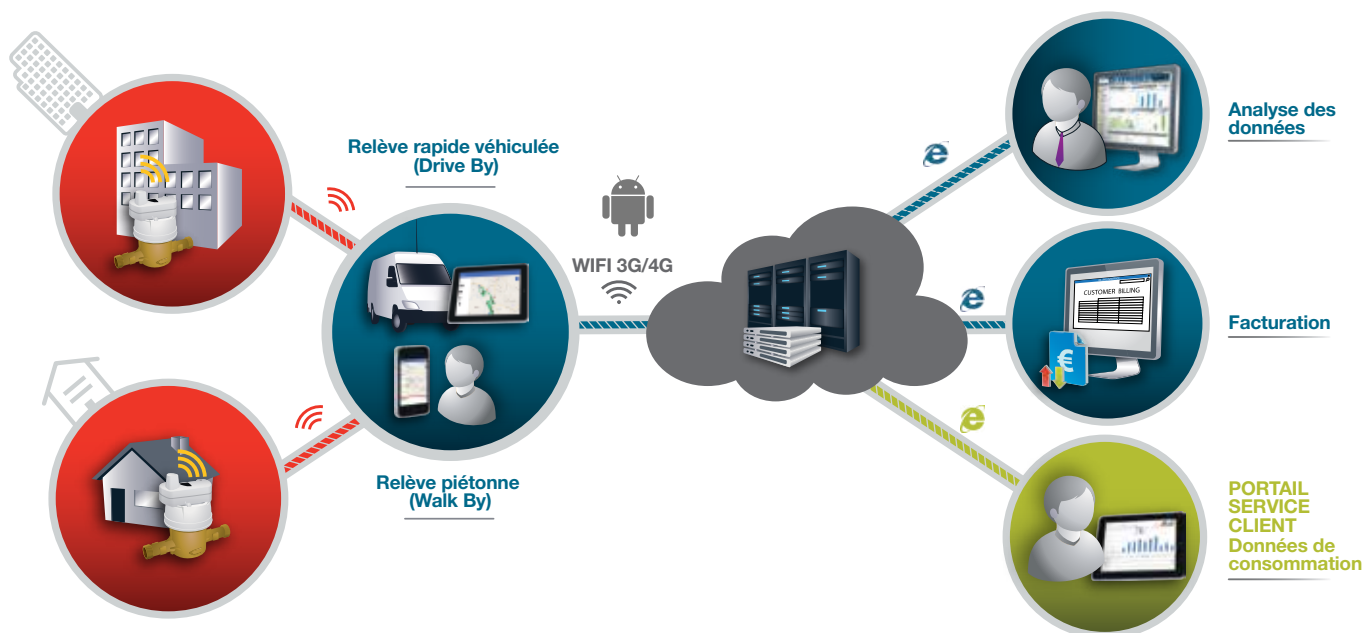 Relève rapide véhiculée
(Drive By)
WIFI 3G/4G
Relève piétonne
(Walk By)
Analyse des
données
CUSTOMER BILLING
Facturation
PORTAIL
SERVICE
CLIENT
Données de
consommation